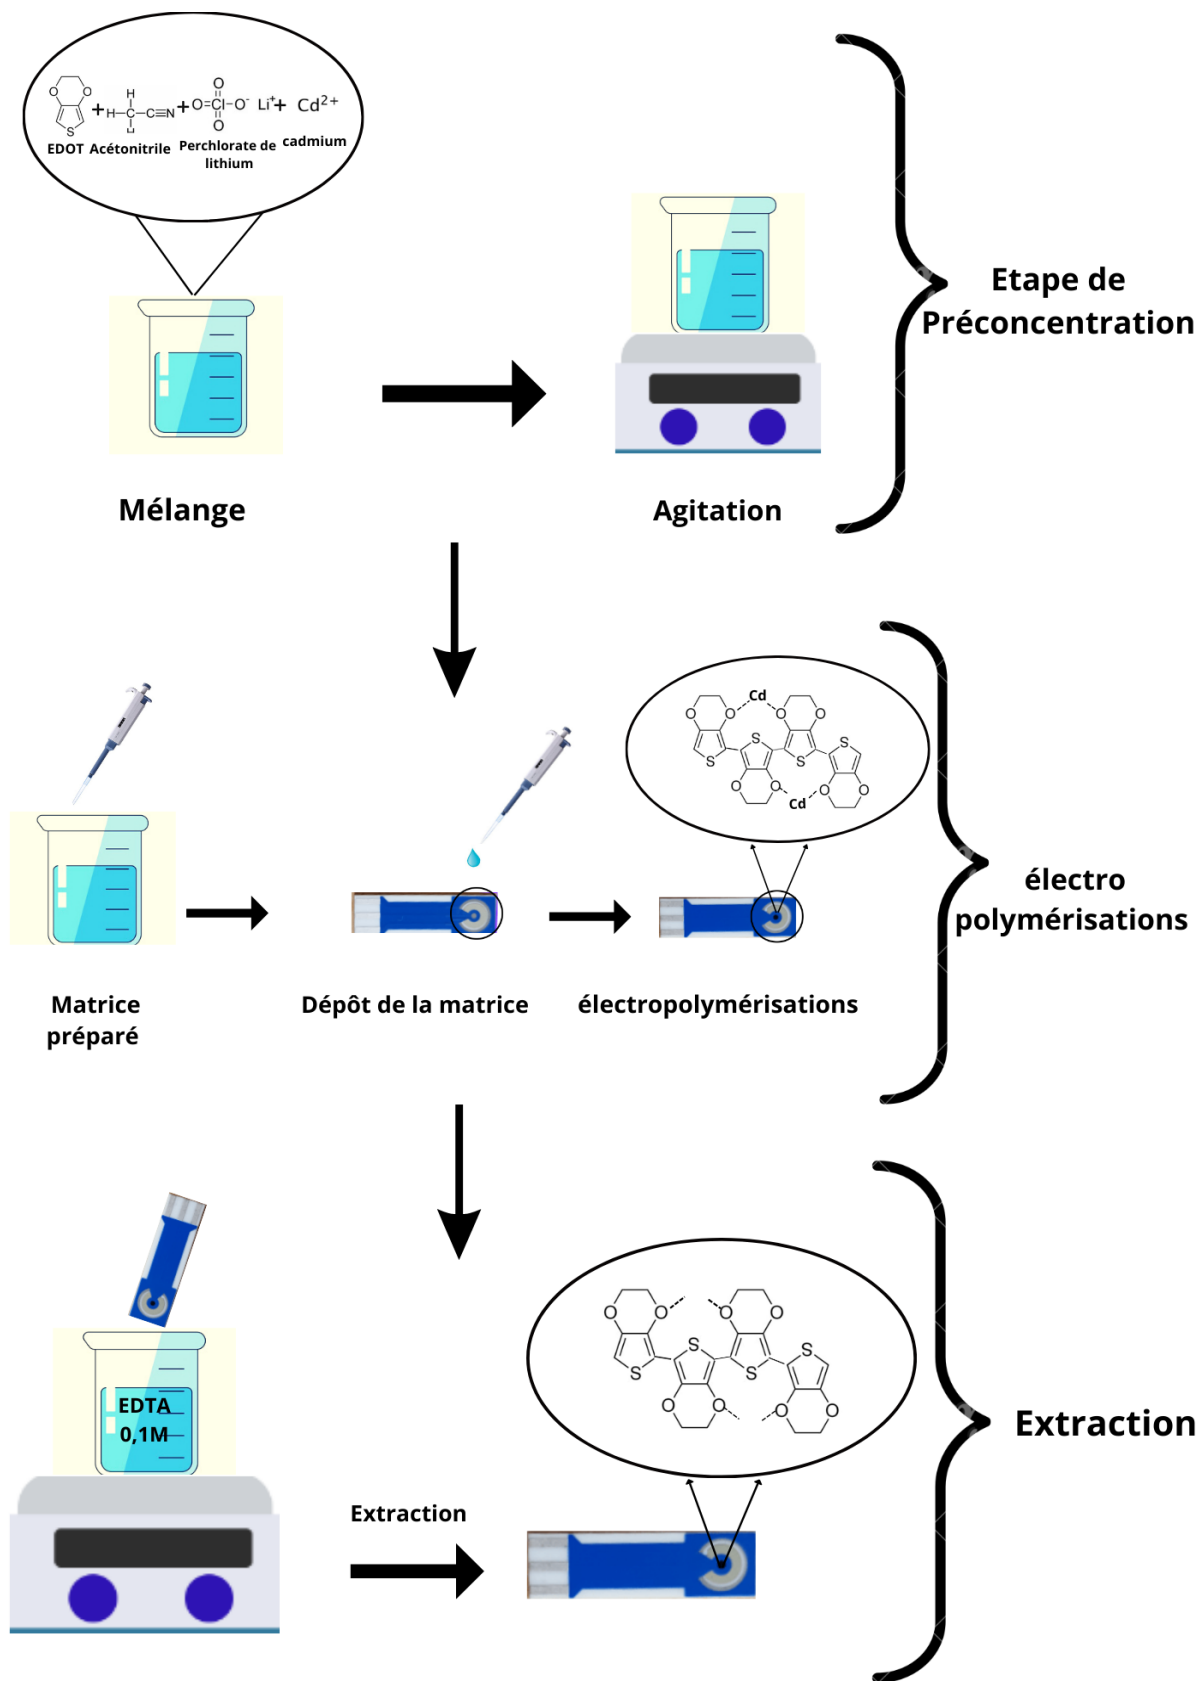 O O
S
EDOT
+
H
H-C-C≡N
H
Acétonitrile
+
O
O=Cl-O⁻ Li⁺
O
Perchlorate de
lithium
+
Cd²⁺
cadmium
Etape de
Préconcentration
Mélange
Agitation
Cd
O O O O
S S
S S
O O O O
Cd
électro
polymérisations
Matrice
préparé
Dépôt de la matrice
électropolymérisations
O O O O
S S
S S
O O O O
EDTA
0,1M
Extraction
Extraction